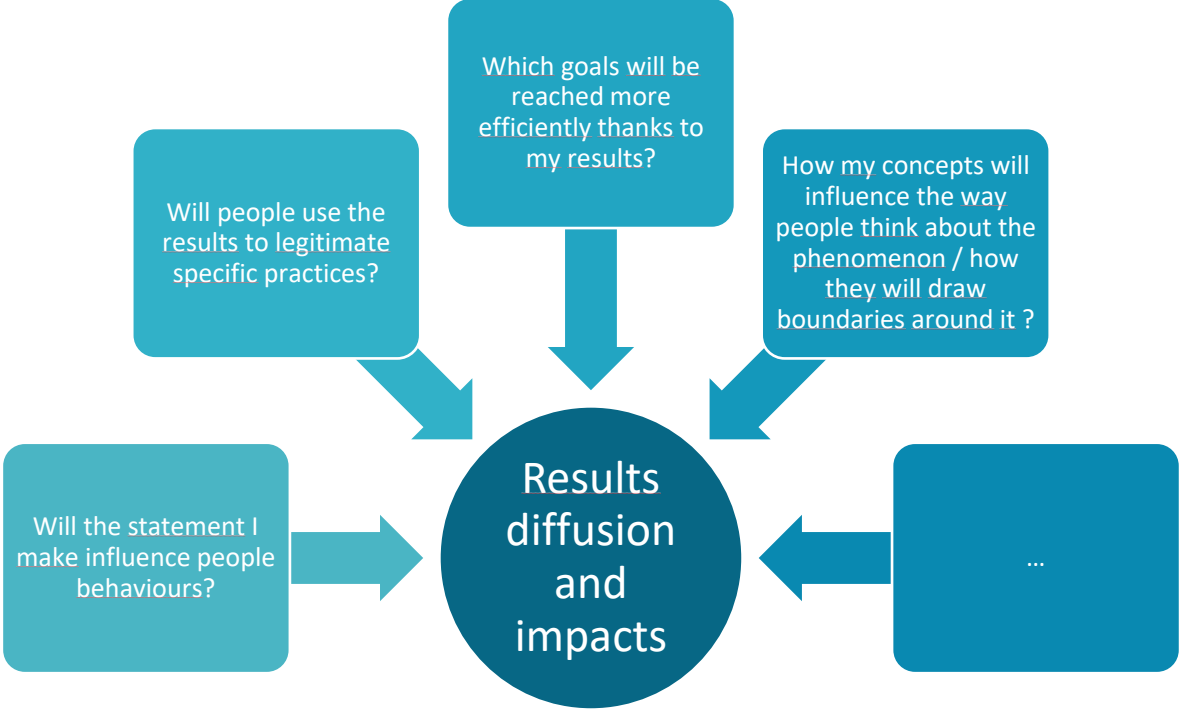 Which goals will be
reached more
efficiently thanks to
my results?
Will people use the
results to legitimate
specific practices?
How my concepts will
influence the way
people think about the
phenomenon / how
they will draw
boundaries around it ?
Will the statement I
make influence people
behaviours?
Results
diffusion
and
impacts
...